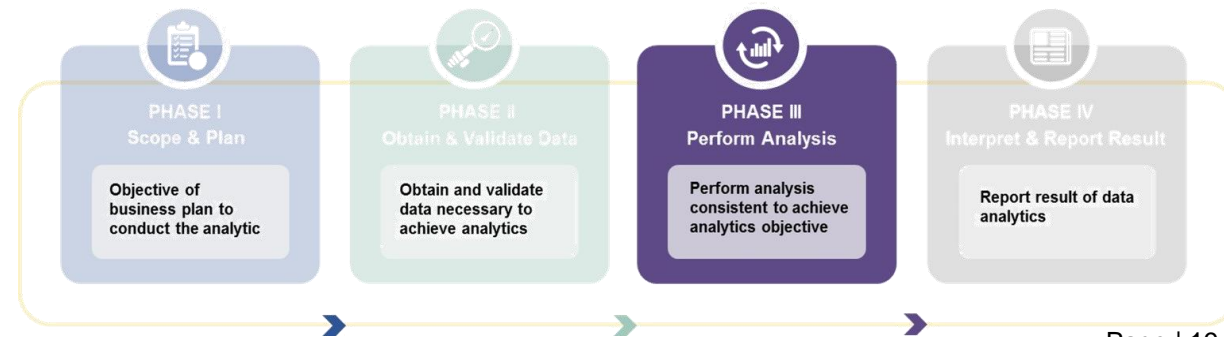 PHASE I
Scope & Plan
Objective of
business plan to
conduct the analytic
PHASE II
Obtain & Validate Data
Obtain and validate
data necessary to
achieve analytics
PHASE III
Perform Analysis
Perform analysis
consistent to achieve
analytics objective
PHASE IV
Interpret & Report Result
Report result of data
analytics